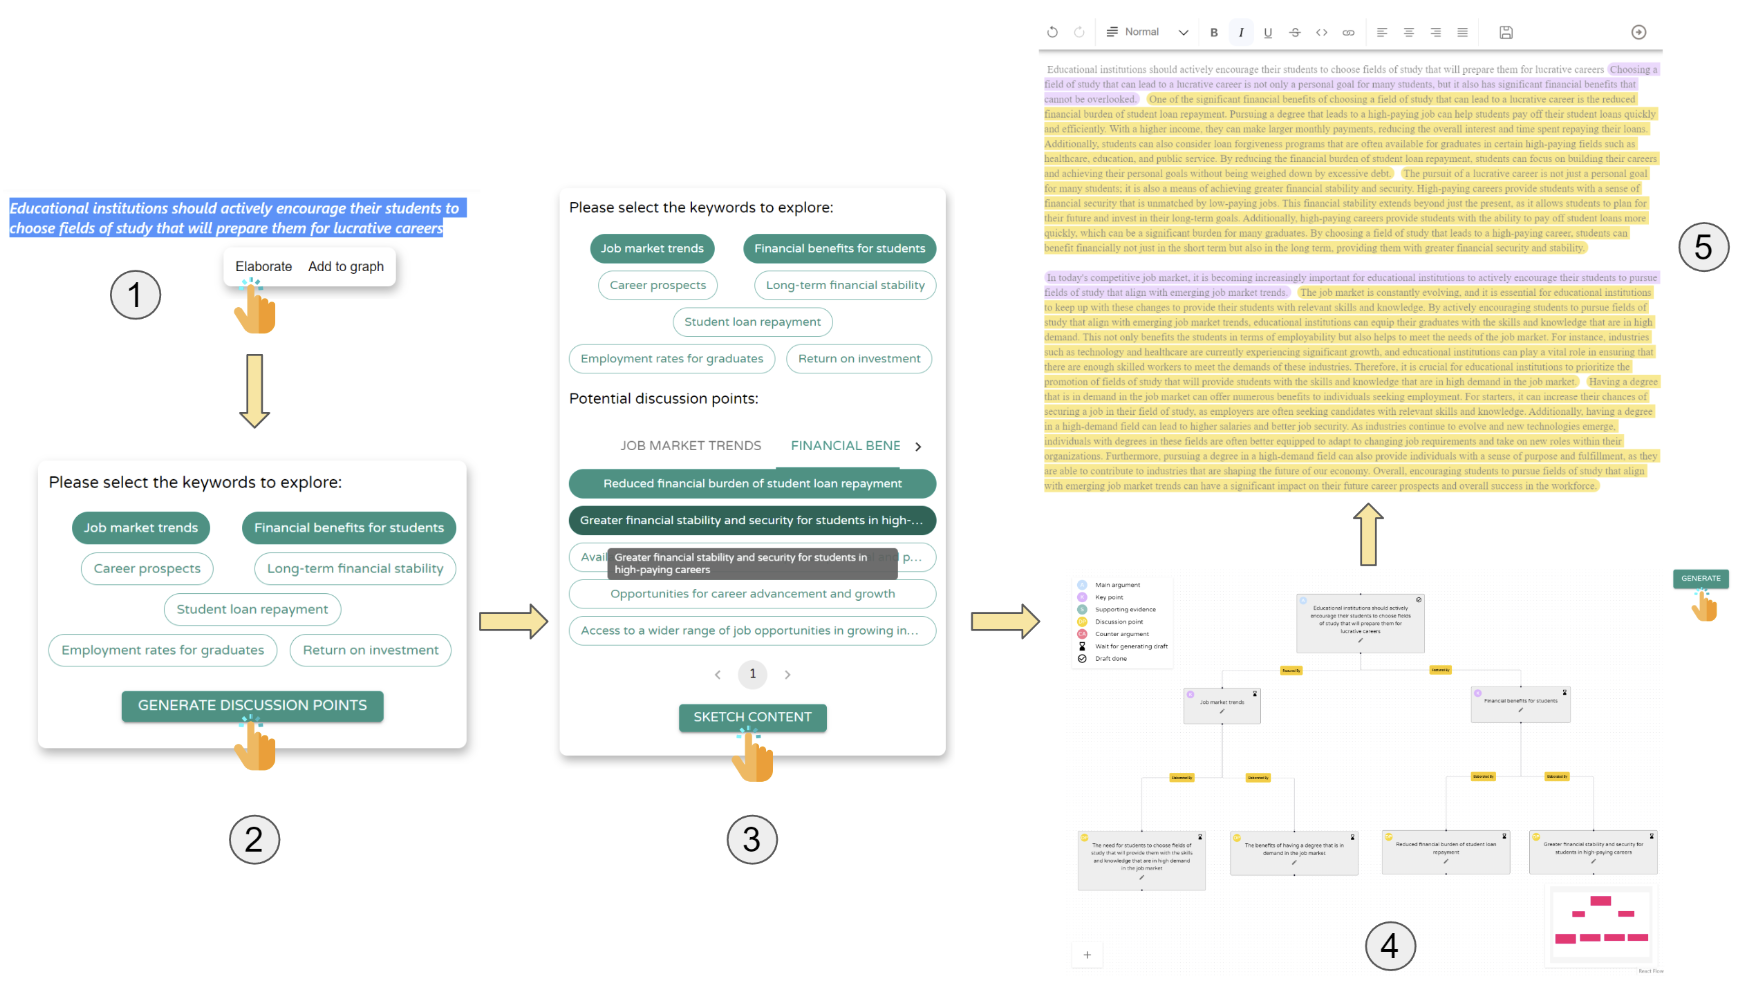 Educational institutions should actively encourage their students to
choose fields of study that will prepare them for lucrative careers
Elaborate Add to graph
1
Please select the keywords to explore:
Job market trends Financial benefits for students
Career prospects Long-term financial stability
Student loan repayment
Employment rates for graduates Return on investment
GENERATE DISCUSSION POINTS
2
Please select the keywords to explore:
Job market trends Financial benefits for students
Career prospects Long-term financial stability
Student loan repayment
Employment rates for graduates Return on investment
Potential discussion points:
JOB MARKET TRENDS FINANCIAL BENE
Reduced financial burden of student loan repayment
Greater financial stability and security for students in high-...
Avai p...
Greater financial stability and security for students in
high-paying careers
Opportunities for career advancement and growth
Access to a wider range of job opportunities in growing in...
1
SKETCH CONTENT
3
Normal B I U
Educational institutions should actively encourage their students to choose fields of study that will prepare them for lucrative careers Choosing a
field of study that can lead to a lucrative career is not only a personal goal for many students, but it also has significant financial benefits that
cannot be overlooked. One of the significant financial benefits of choosing a field of study that can lead to a lucrative career is the reduced
financial burden of student loan repayment. Pursuing a degree that leads to a high-paying job can help students pay off their student loans quickly
and efficiently. With a higher income, they can make larger monthly payments, reducing the overall interest and time spent repaying their loans.
Additionally, students can also consider loan forgiveness programs that are often available for graduates in certain high-paying fields such as
healthcare, education, and public service. By reducing the financial burden of student loan repayment, students can focus on building their careers
and achieving their personal goals without being weighed down by excessive debt. The pursuit of a lucrative career is not just a personal goal
for many students; it is also a means of achieving greater financial stability and security. High-paying careers provide students with a sense of
financial security that is unmatched by low-paying jobs. This financial stability extends beyond just the present, as it allows students to plan for
their future and invest in their long-term goals. Additionally, high-paying careers provide students with the ability to pay off student loans more
quickly, which can be a significant burden for many graduates. By choosing a field of study that leads to a high-paying career, students can
benefit financially not just in the short term but also in the long term, providing them with greater financial security and stability.
In today's competitive job market, it is becoming increasingly important for educational institutions to actively encourage their students to pursue
fields of study that align with emerging job market trends. The job market is constantly evolving, and it is essential for educational institutions
to keep up with these changes to provide their students with relevant skills and knowledge. By actively encouraging students to pursue fields of
study that align with emerging job market trends, educational institutions can equip their graduates with the skills and knowledge that are in high
demand. This not only benefits the students in terms of employability but also helps to meet the needs of the job market. For instance, industries
such as technology and healthcare are currently experiencing significant growth, and educational institutions can play a vital role in ensuring that
there are enough skilled workers to meet the demands of these industries. Therefore, it is crucial for educational institutions to prioritize the
promotion of fields of study that will provide students with the skills and knowledge that are in high demand in the job market. Having a degree
that is in demand in the job market can offer numerous benefits to individuals seeking employment. For starters, it can increase their chances of
securing a job in their field of study, as employers are often seeking candidates with relevant skills and knowledge. Additionally, having a degree
in a high-demand field can lead to higher salaries and better job security. As industries continue to evolve and new technologies emerge,
individuals with degrees in these fields are often better equipped to adapt to changing job requirements and take on new roles within their
organizations. Furthermore, pursuing a degree in a high-demand field can also provide individuals with a sense of purpose and fulfillment, as they
are able to contribute to industries that are shaping the future of our economy. Overall, encouraging students to pursue fields of study that align
with emerging job market trends can have a significant impact on their future career prospects and overall success in the workforce.
5
GENERATE
Main argument
Key point
Supporting evidence
Discussion point
CA Counter argument
Wait for generating draft
Draft done
Educational institutions should actively
encourage their students to choose fields
of study that will prepare them for
lucrative careers
Job market trends
Financial benefits for students
The need for students to choose fields of
study that will provide them with the skills
and knowledge that are in high demand
in the job market
The benefits of having a degree that is in
demand in the job market
Reduced financial burden of student loan
repayment
Greater financial stability and security for
students in high-paying careers
+
4
React Flow